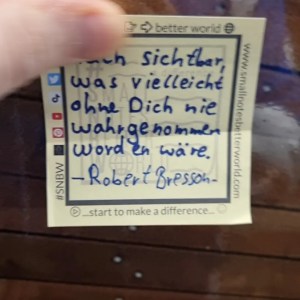 better world
sichtbar,
was vielleicht
ohne Dich nie
wahrgenommen
worden wäre.
-Robert Bresson-
...start to make a difference...
#SNBW
www.smallnotesbetterworld.com